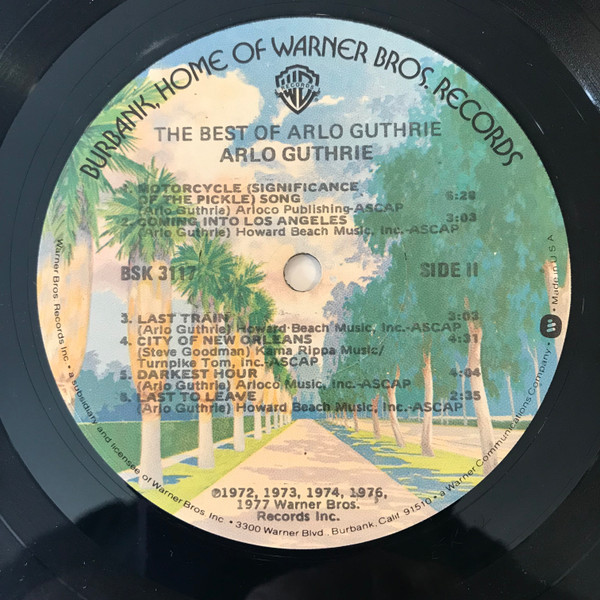 BURBANK, HOME OF WARNER BROS. RECORDS
WB
RECORDS
THE BEST OF ARLO GUTHRIE
ARLO GUTHRIE
1. MOTORCYCLE (SIGNIFICANCE
OF THE PICKLE) SONG 6:28
(Arlo Guthrie) Arloco Publishing-ASCAP
2. COMING INTO LOS ANGELES 3:03
(Arlo Guthrie) Howard Beach Music, Inc.-ASCAP
BSK 3117 SIDE II
3. LAST TRAIN 3:03
(Arlo Guthrie) Howard Beach Music, Inc.-ASCAP
4. CITY OF NEW ORLEANS 4:31
(Steve Goodman) Kama Rippa Music/
Turnpike Tom, Inc.-ASCAP
5. DARKEST HOUR 4:04
(Arlo Guthrie) Arloco Music, Inc.-ASCAP
6. LAST TO LEAVE 2:35
(Arlo Guthrie) Howard Beach Music, Inc.-ASCAP
℗1972, 1973, 1974, 1976,
1977 Warner Bros.
Records Inc.
Warner Bros. Records Inc. • a subsidiary and licensee of Warner Bros. Inc. • 3300 Warner Blvd., Burbank, Calif. 91510 • a Warner Communications Company • Made in U.S.A.